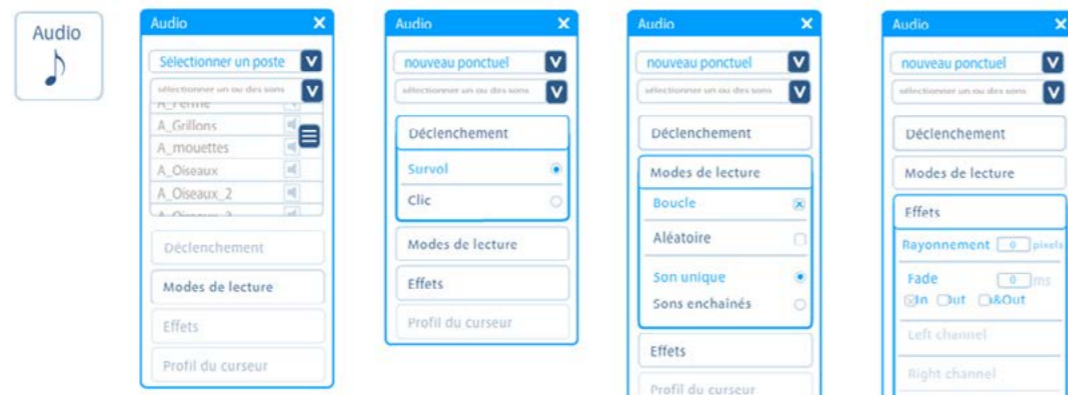 Audio
Audio
Sélectionner un poste
sélectionner un ou des sons
A_Ferme
A_Grillons
A_mouettes
A_Oiseaux
A_Oiseaux_2
Déclenchement
Modes de lecture
Effets
Profil du curseur
Audio
nouveau ponctuel
sélectionner un ou des sons
Déclenchement
Survol
Clic
Modes de lecture
Effets
Profil du curseur
Audio
nouveau ponctuel
sélectionner un ou des sons
Déclenchement
Modes de lecture
Boucle
Aléatoire
Son unique
Sons enchaînés
Effets
Profil du curseur
Audio
nouveau ponctuel
sélectionner un ou des sons
Déclenchement
Modes de lecture
Effets
Rayonnement 0 pixels
Fade 0 ms
In Out In&Out
Left channel
Right channel